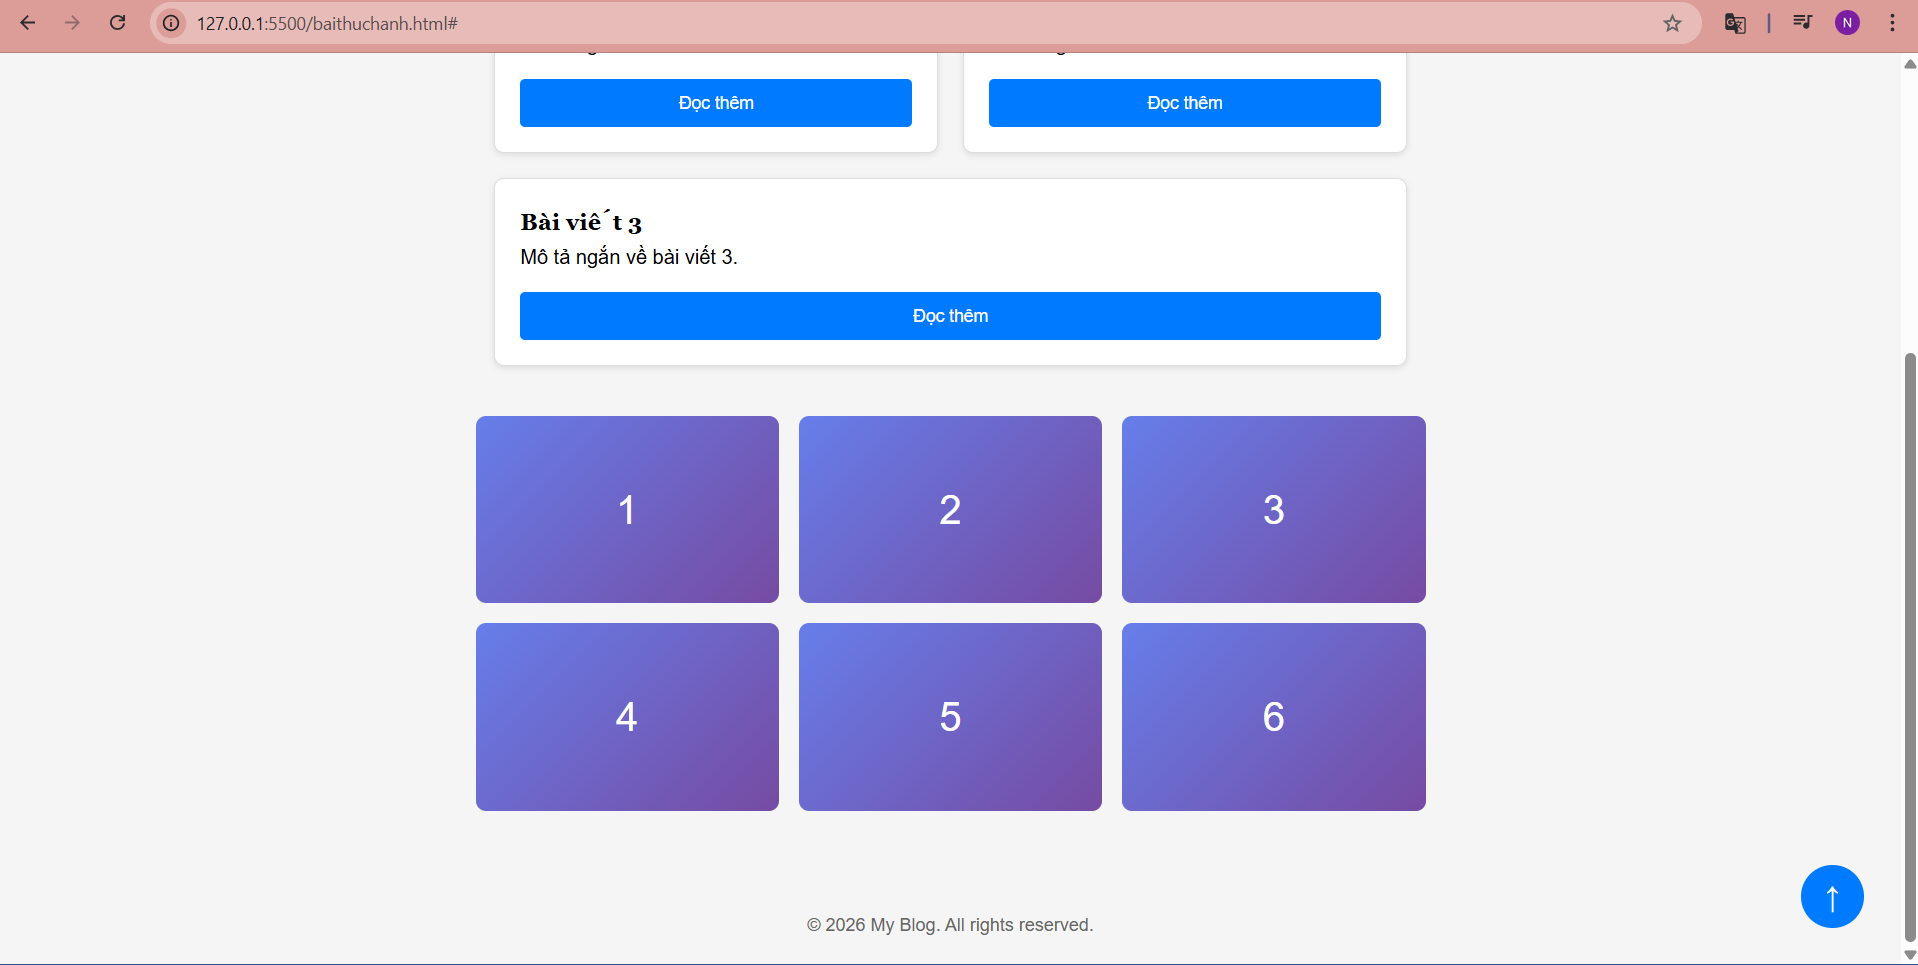 127.0.0.1:5500/baithuchanh.html#
N
Đọc thêm
Đọc thêm
Bài viết 3
Mô tả ngắn về bài viết 3.
Đọc thêm
1
2
3
4
5
6
↑
© 2026 My Blog. All rights reserved.